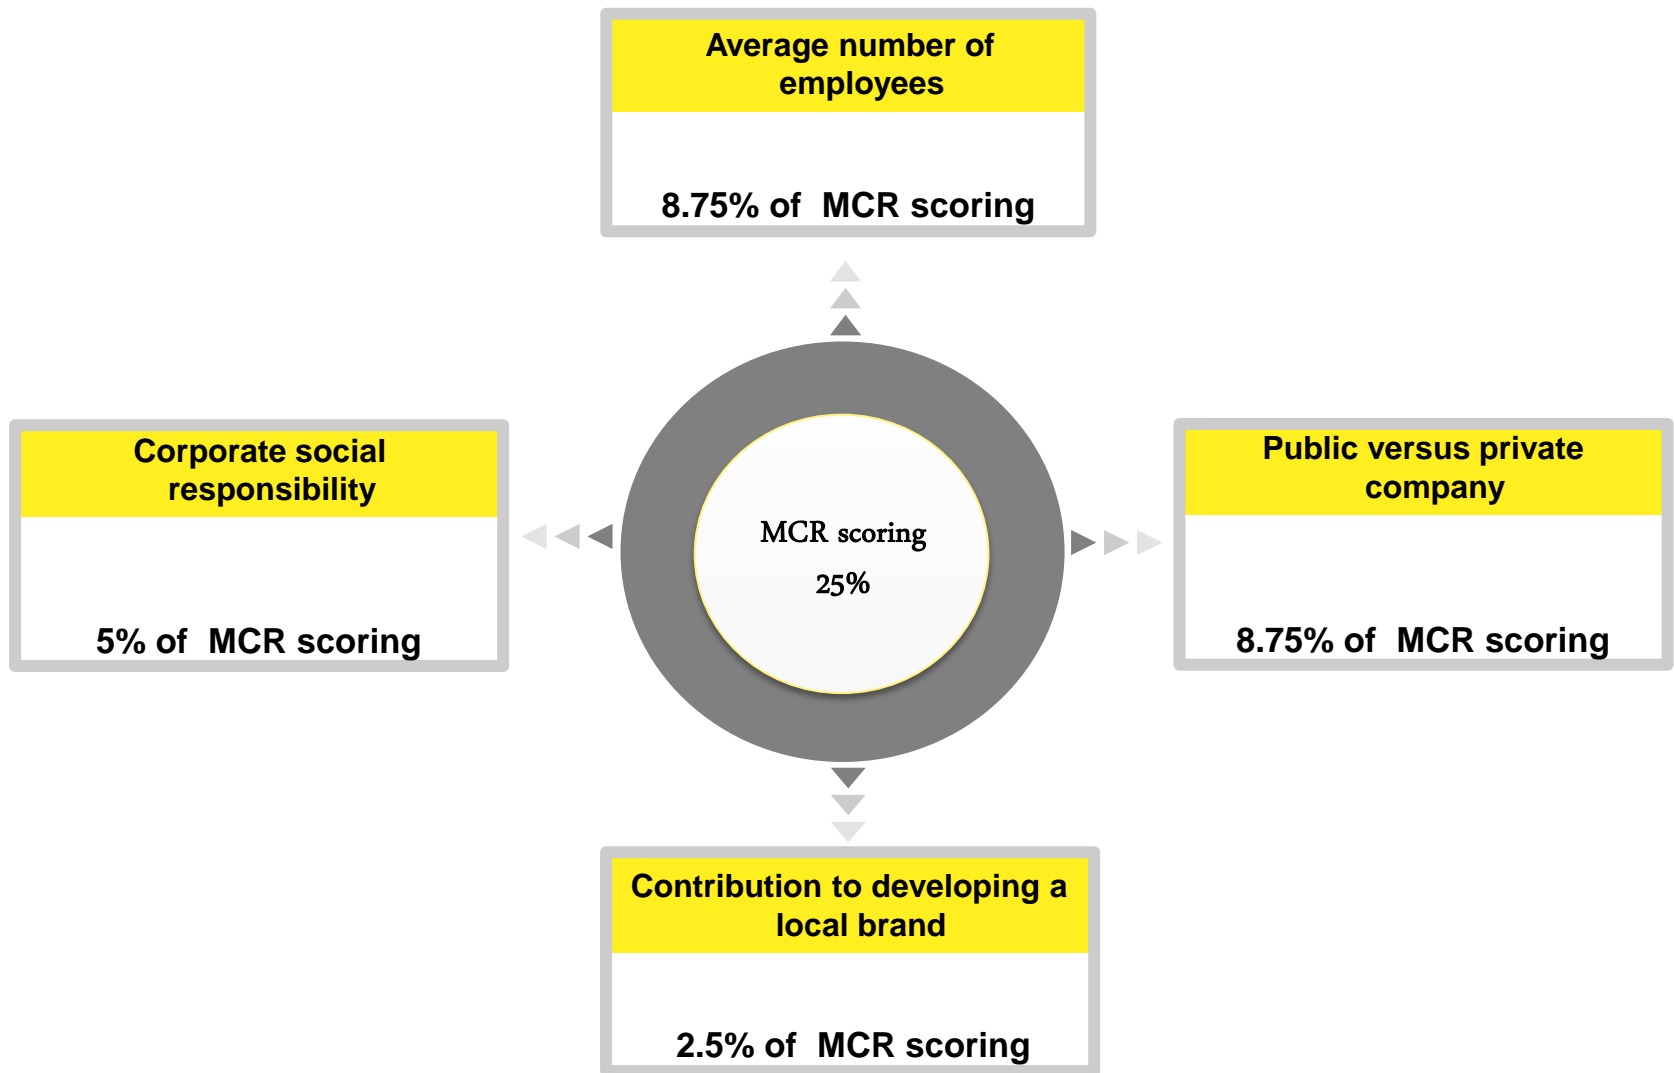 Average number of
employees
8.75% of MCR scoring
Corporate social
responsibility
5% of MCR scoring
MCR scoring
25%
Public versus private
company
8.75% of MCR scoring
Contribution to developing a
local brand
2.5% of MCR scoring